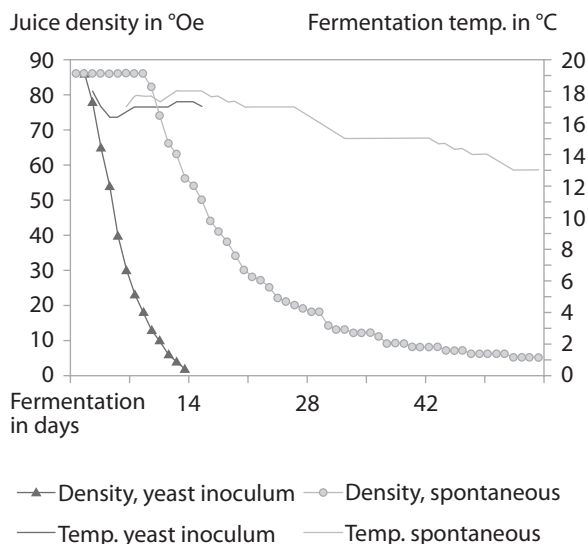 Juice density in °Oe Fermentation temp. in °C
90 20
80 18
70 16
60 14
50 12
40 10
30 8
20 6
10 4
0 2
0
Fermentation 14 28 42
in days
Density, yeast inoculum Density, spontaneous
Temp. yeast inoculum Temp. spontaneous